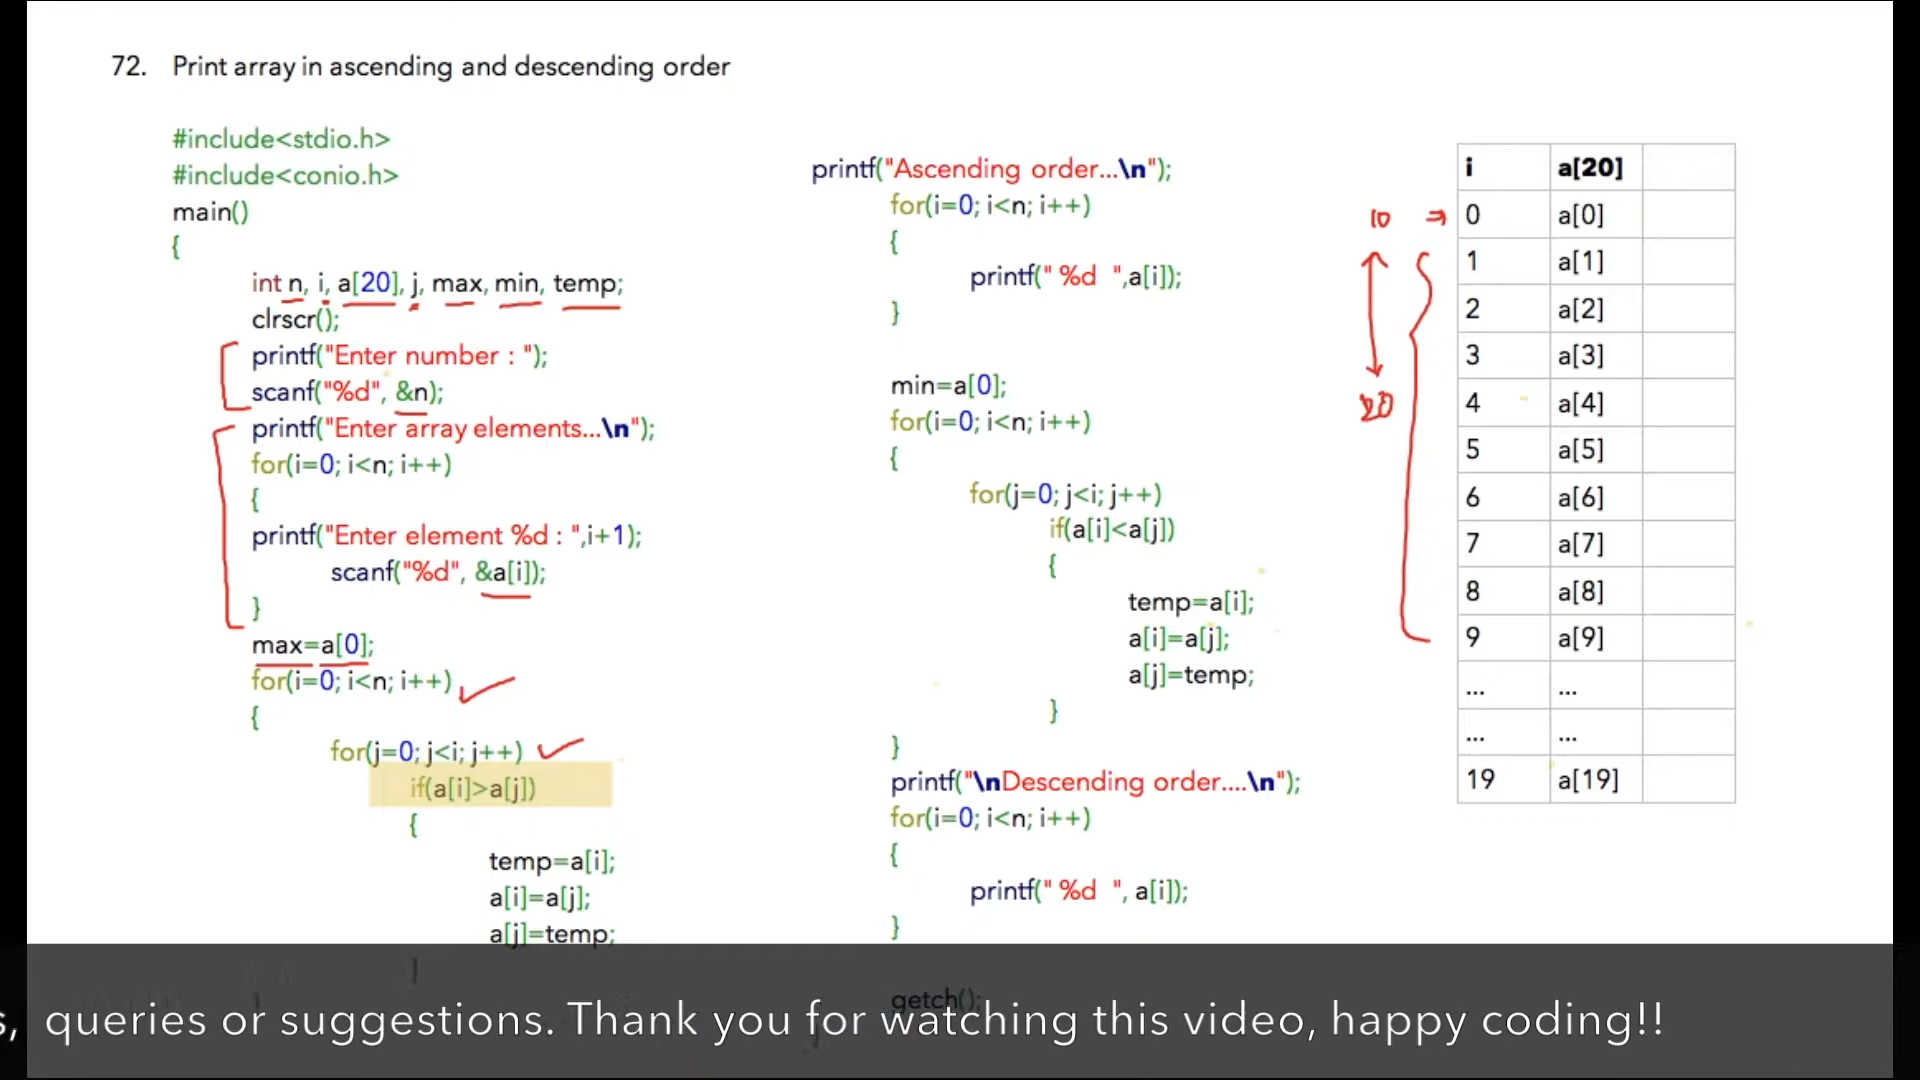 72. Print array in ascending and descending order
#include<stdio.h>
#include<conio.h>
main()
{
int n, i, a[20], j, max, min, temp;
clrscr();
printf("Enter number : ");
scanf("%d", &n);
printf("Enter array elements...\n");
for(i=0; i<n; i++)
{
printf("Enter element %d : ",i+1);
scanf("%d", &a[i]);
}
max=a[0];
for(i=0; i<n; i++)
{
for(j=0; j<i; j++)
if(a[i]>a[j])
{
temp=a[i];
a[i]=a[j];
a[j]=temp;
}
}
printf("Ascending order...\n");
for(i=0; i<n; i++)
{
printf(" %d  ",a[i]);
}
min=a[0];
for(i=0; i<n; i++)
{
for(j=0; j<i; j++)
if(a[i]<a[j])
{
temp=a[i];
a[i]=a[j];
a[j]=temp;
}
}
printf("\nDescending order....\n");
for(i=0; i<n; i++)
{
printf(" %d  ", a[i]);
}
getch();
}
10 ⇒
20
i a[20]
0 a[0]
1 a[1]
2 a[2]
3 a[3]
4 a[4]
5 a[5]
6 a[6]
7 a[7]
8 a[8]
9 a[9]
... ...
... ...
19 a[19]
s, queries or suggestions. Thank you for watching this video, happy coding!!